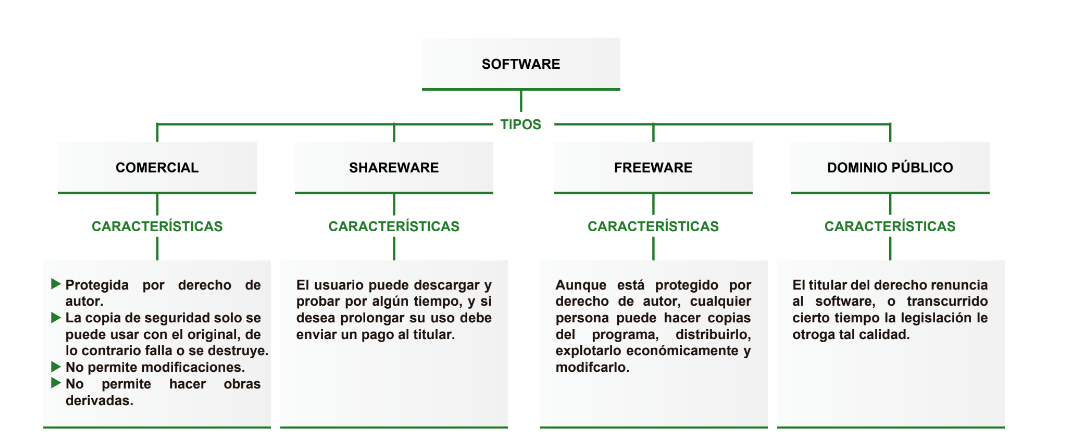 SOFTWARE
TIPOS
COMERCIAL
SHAREWARE
FREEWARE
DOMINIO PÚBLICO
CARACTERÍSTICAS
CARACTERÍSTICAS
CARACTERÍSTICAS
CARACTERÍSTICAS
Protegida por derecho de
autor.
La copia de seguridad solo se
puede usar con el original, de
lo contrario falla o se destruye.
No permite modificaciones.
No permite hacer obras
derivadas.
El usuario puede descargar y
probar por algún tiempo, y si
desea prolongar su uso debe
enviar un pago al titular.
Aunque está protegido por
derecho de autor, cualquier
persona puede hacer copias
del programa, distribuirlo,
explotarlo económicamente y
modifcarlo.
El titular del derecho renuncia
al software, o transcurrido
cierto tiempo la legislación le
otroga tal calidad.